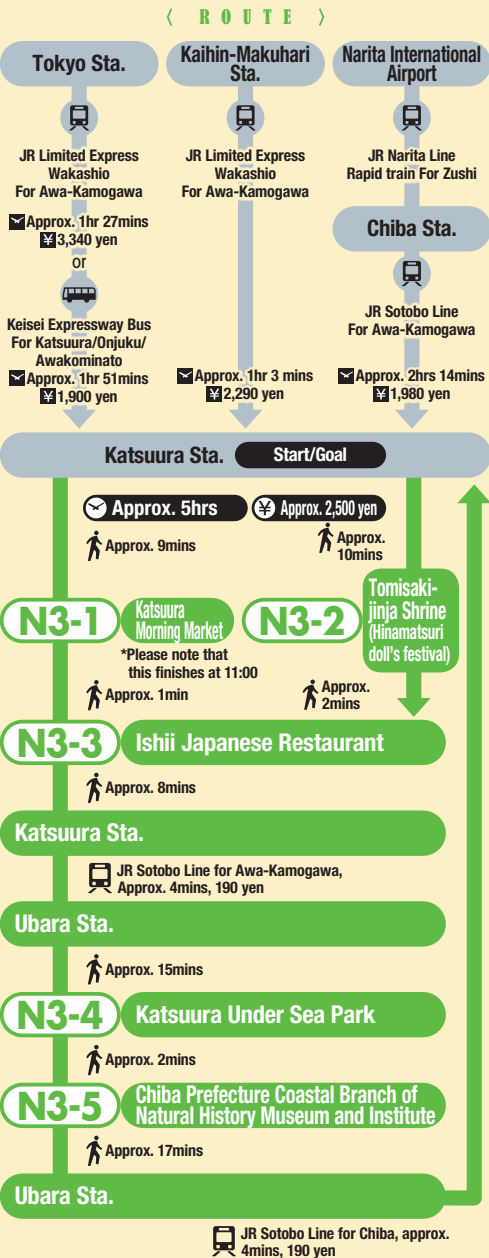 〈 ROUTE 〉
Tokyo Sta.
JR Limited Express
Wakashio
For Awa-Kamogawa
Approx. 1hr 27mins
¥3,340 yen
or
Keisei Expressway Bus
For Katsuura/Onjuku/
Awakominato
Approx. 1hr 51mins
¥1,900 yen
Kaihin-Makuhari
Sta.
JR Limited Express
Wakashio
For Awa-Kamogawa
Approx. 1hr 3 mins
¥2,290 yen
Narita International
Airport
JR Narita Line
Rapid train For Zushi
Chiba Sta.
JR Sotobo Line
For Awa-Kamogawa
Approx. 2hrs 14mins
¥1,980 yen
Katsuura Sta. Start/Goal
Approx. 5hrs ¥ Approx. 2,500 yen
Approx. 9mins
N3-1 Katsuura
Morning Market
*Please note that
this finishes at 11:00
Approx. 1min
Approx.
10mins
N3-2 Tomisaki-
jinja Shrine
(Hinamatsuri
doll's festival)
Approx.
2mins
N3-3 Ishii Japanese Restaurant
Approx. 8mins
Katsuura Sta.
JR Sotobo Line for Awa-Kamogawa,
Approx. 4mins, 190 yen
Ubara Sta.
Approx. 15mins
N3-4 Katsuura Under Sea Park
Approx. 2mins
N3-5 Chiba Prefecture Coastal Branch of
Natural History Museum and Institute
Approx. 17mins
Ubara Sta.
JR Sotobo Line for Chiba, approx.
4mins, 190 yen